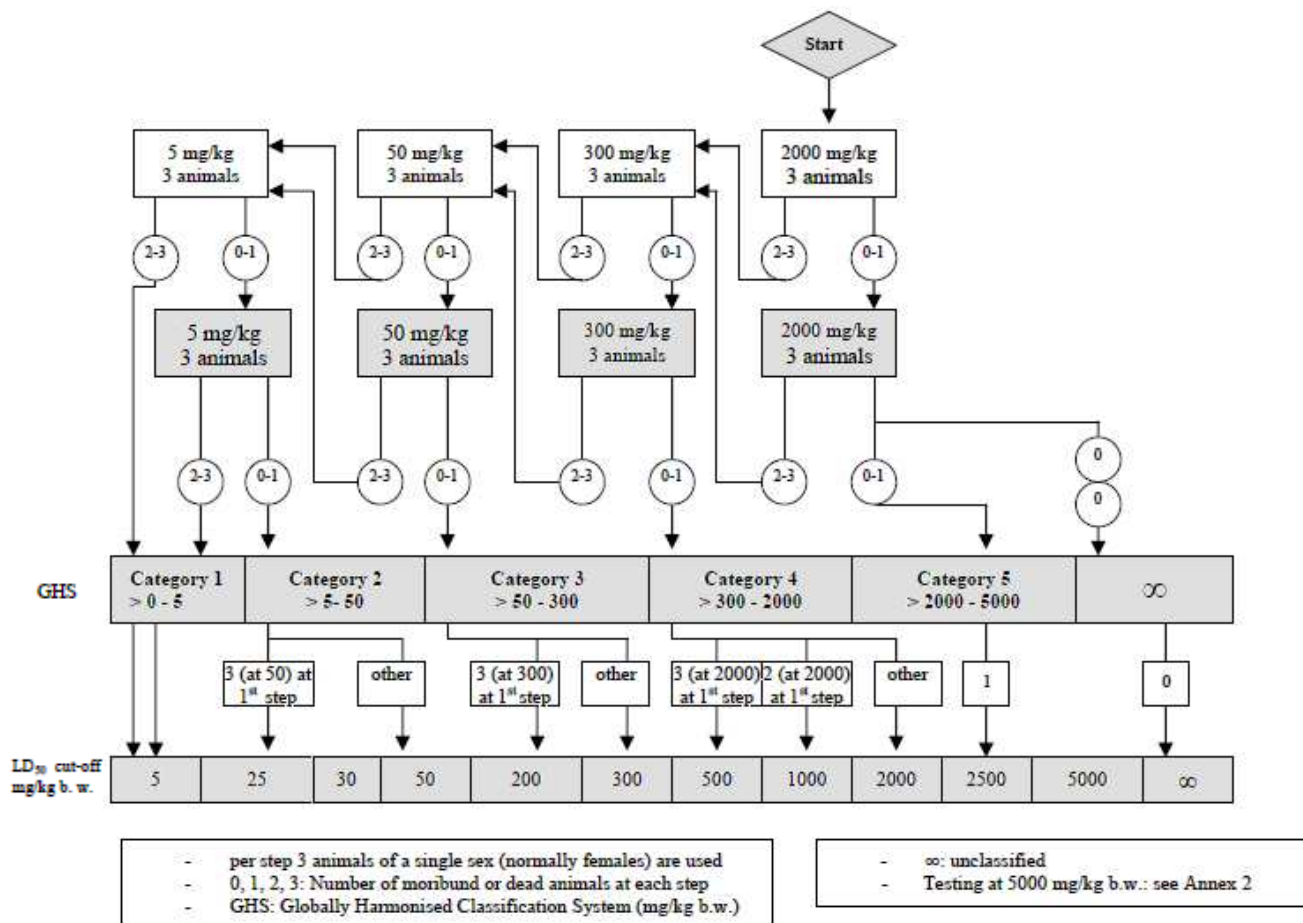 Start
5 mg/kg
3 animals
50 mg/kg
3 animals
300 mg/kg
3 animals
2000 mg/kg
3 animals
2-3
0-1
2-3
0-1
2-3
0-1
2-3
0-1
5 mg/kg
3 animals
50 mg/kg
3 animals
300 mg/kg
3 animals
2000 mg/kg
3 animals
2-3
0-1
2-3
0-1
2-3
0-1
2-3
0-1
0
0
GHS
Category 1
> 0 - 5
Category 2
> 5- 50
Category 3
> 50 - 300
Category 4
> 300 - 2000
Category 5
> 2000 - 5000
∞
3 (at 50) at
1st step
other
3 (at 300)
at 1st step
other
3 (at 2000)
at 1st step
2 (at 2000)
at 1st step
other
1
0
LD50 cut-off
mg/kg b. w.
5
25
30
50
200
300
500
1000
2000
2500
5000
∞
- per step 3 animals of a single sex (normally females) are used
- 0, 1, 2, 3: Number of moribund or dead animals at each step
- GHS: Globally Harmonised Classification System (mg/kg b.w.)
- ∞: unclassified
- Testing at 5000 mg/kg b.w.: see Annex 2